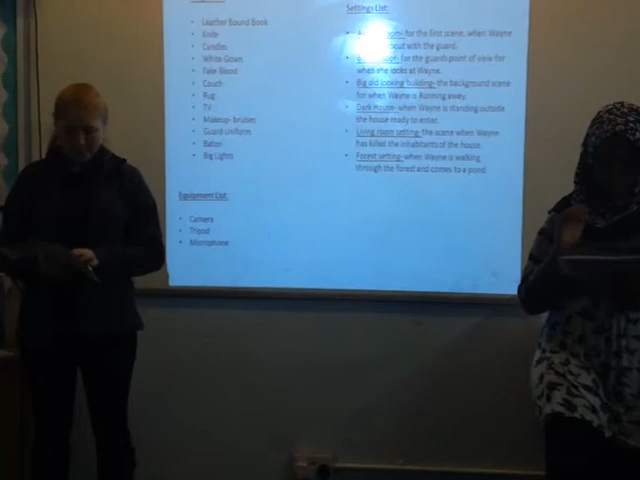 Settings List:
Leather Bound Book
Knife
Candles
White Gown
Fake Blood
Couch
Rug
TV
Makeup- bruises
Guard Uniform
Baton
Big Lights
for the first scene, when Wayne
out with the guard.
for the guards point of view for
when she looks at Wayne.
Big old looking building- the background scene
for when Wayne is Running away.
Dark house- when Wayne is standing outside
the house ready to enter.
Living room setting- the scene when Wayne
has killed the inhabitants of the house.
Forest setting- when Wayne is walking
through the forest and comes to a pond.
Equipment List:
Camera
Tripod
Microphone